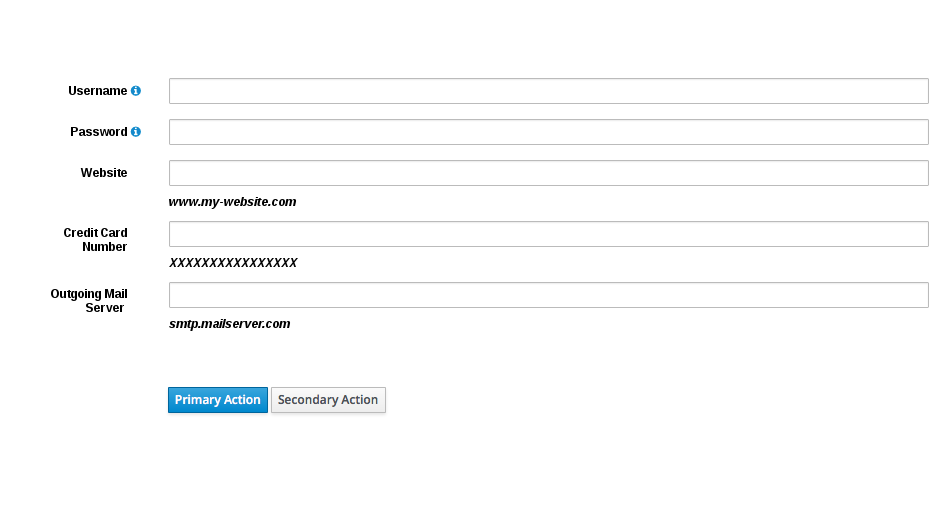 Username
Password
Website
www.my-website.com
Credit Card
Number
XXXXXXXXXXXXXXXX
Outgoing Mail
Server
smtp.mailserver.com
Primary Action Secondary Action